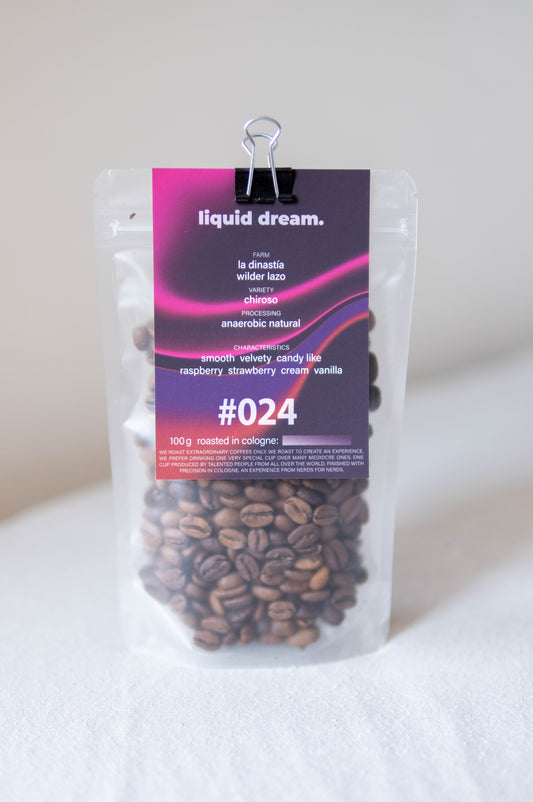 liquid dream.
FARM
la dinastía
wilder lazo
VARIETY
chiroso
PROCESSING
anaerobic natural
CHARACTERISTICS
smooth velvety candy like
raspberry strawberry cream vanilla
#024
100 g roasted in cologne:
WE ROAST EXTRAORDINARY COFFEES ONLY. WE ROAST TO CREATE AN EXPERIENCE.
WE PREFER DRINKING ONE VERY SPECIAL CUP OVER MANY MEDIOCRE ONES. ONE
CUP PRODUCED BY TALENTED PEOPLE FROM ALL OVER THE WORLD. FINISHED WITH
PRECISION IN COLOGNE. AN EXPERIENCE FROM NERDS FOR NERDS.